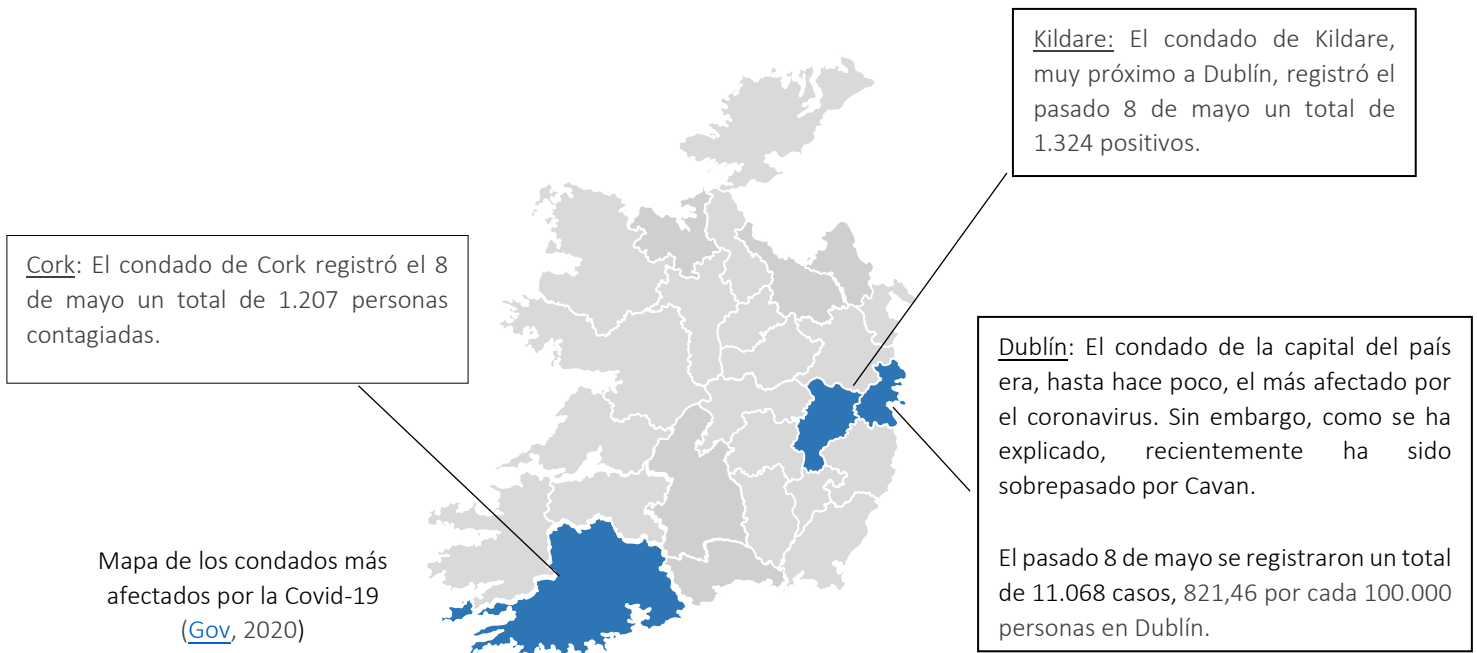 Kildare: El condado de Kildare,
muy próximo a Dublín, registró el
pasado 8 de mayo un total de
1.324 positivos.
Cork: El condado de Cork registró el 8
de mayo un total de 1.207 personas
contagiadas.
Dublín: El condado de la capital del país
era, hasta hace poco, el más afectado por
el coronavirus. Sin embargo, como se ha
explicado, recientemente ha sido
sobrepasado por Cavan.
El pasado 8 de mayo se registraron un total
de 11.068 casos, 821,46 por cada 100.000
personas en Dublín.
Mapa de los condados más
afectados por la Covid-19
(Gov, 2020)